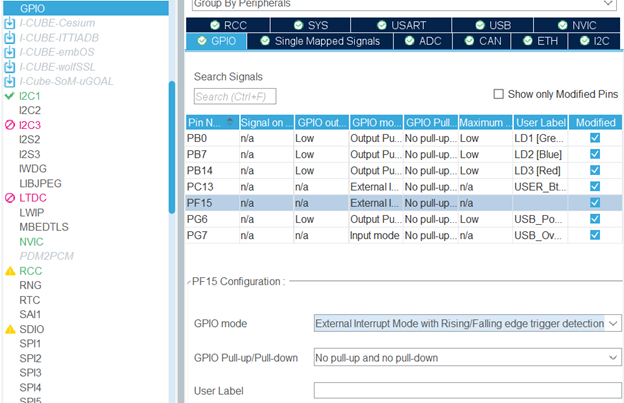 GPIO
I-CUBE-Cesium
I-CUBE-ITTIADB
I-CUBE-embOS
I-CUBE-wolfSSL
I-Cube-SoM-uGOAL
I2C1
I2C2
I2C3
I2S2
I2S3
IWDG
LIBJPEG
LTDC
LWIP
MBEDTLS
NVIC
PDM2PCM
RCC
RNG
RTC
SAI1
SDIO
SPI1
SPI2
SPI3
SPI4
SPI5
Group By Peripherals
RCC SYS USART USB NVIC
GPIO Single Mapped Signals ADC CAN ETH I2C
Search Signals
Search (Ctrl+F)
Show only Modified Pins
Pin N... Signal on ... GPIO out... GPIO mo... GPIO Pull... Maximum ... User Label Modified
PB0 n/a Low Output Pu... No pull-up... Low LD1 [Gre...
PB7 n/a Low Output Pu... No pull-up... Low LD2 [Blue]
PB14 n/a Low Output Pu... No pull-up... Low LD3 [Red]
PC13 n/a n/a External I... No pull-up... n/a USER_Bt...
PF15 n/a n/a External I... No pull-up... n/a
PG6 n/a Low Output Pu... No pull-up... Low USB_Po...
PG7 n/a n/a Input mode No pull-up... n/a USB_Ov...
PF15 Configuration :
GPIO mode External Interrupt Mode with Rising/Falling edge trigger detection
GPIO Pull-up/Pull-down No pull-up and no pull-down
User Label